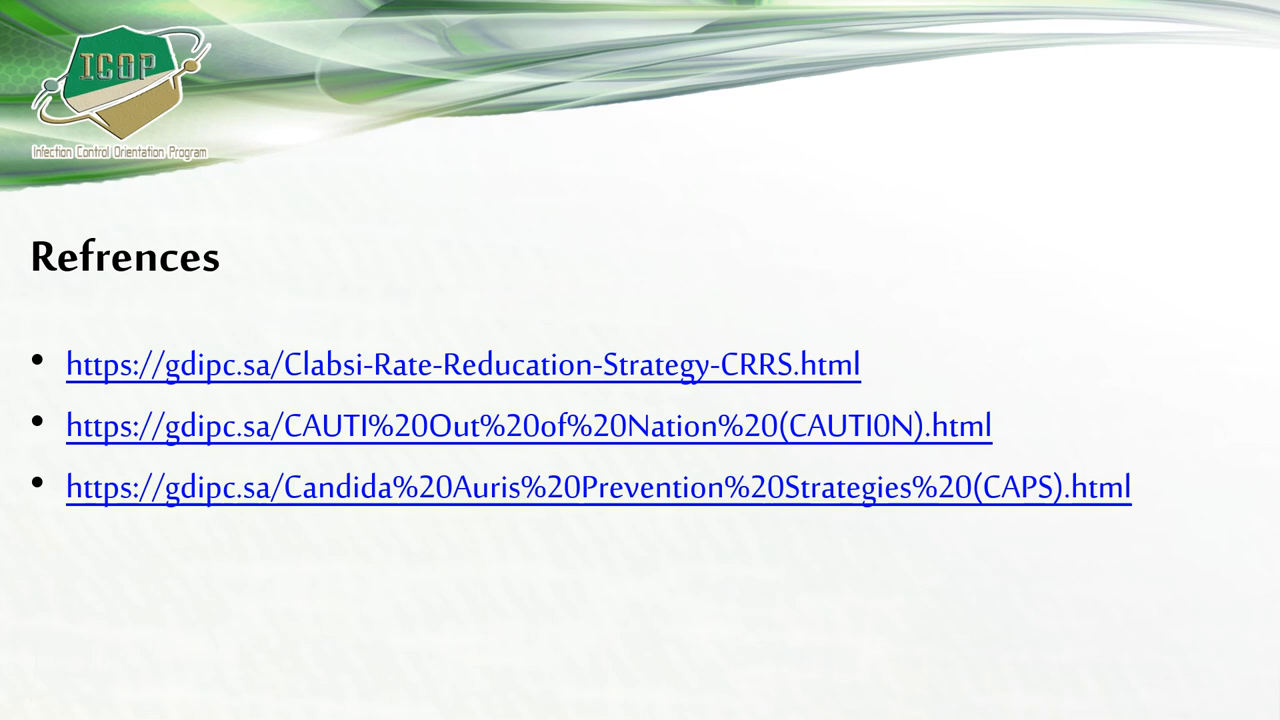 ICOP
Infection Control Orientation Program
Refrences
• https://gdipc.sa/Clabsi-Rate-Reducation-Strategy-CRRS.html
• https://gdipc.sa/CAUTI%20Out%20of%20Nation%20(CAUTI0N).html
• https://gdipc.sa/Candida%20Auris%20Prevention%20Strategies%20(CAPS).html